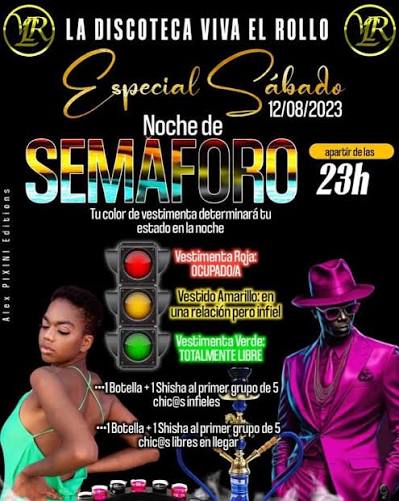 VR
LA DISCOTECA VIVA EL ROLLO
VR
Especial Sábado
12/08/2023
Noche de
SEMAFORO
apartir de las
23h
Tu color de vestimenta determinará tu
estado en la noche
Vestimenta Roja:
OCUPADO/A
Vestido Amarillo: en
una relación pero infiel
Vestimenta Verde:
TOTALMENTE LIBRE
•••1 Botella + 1 Shisha al primer grupo de 5
chic@s infieles
•••1 Botella + 1 Shisha al primer grupo de 5
chic@s libres en llegar
Alex PIXINI Editions